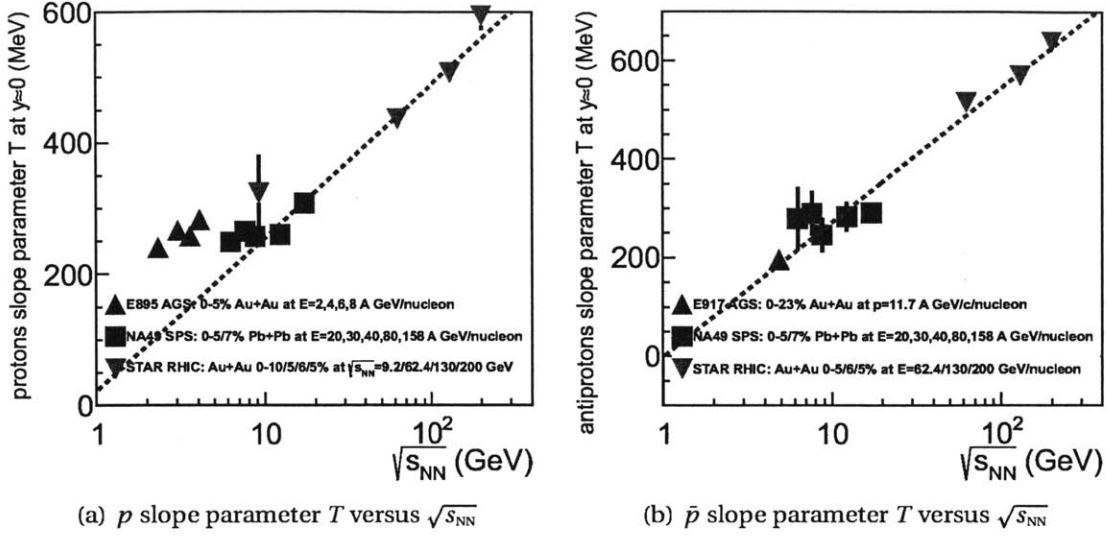 protons slope parameter T at y≈0 (MeV)
600
400
200
0
E895 AGS: 0-5% Au+Au at E=2,4,6,8 A GeV/nucleon
NA49 SPS: 0-5/7% Pb+Pb at E=20,30,40,80,158 A GeV/nucleon
STAR RHIC: Au+Au 0-10/5/6/5% at √sNN=9.2/62.4/130/200 GeV
1 10 10²
√sNN (GeV)
(a) p slope parameter T versus √sNN
antiprotons slope parameter T at y≈0 (MeV)
600
400
200
0
E917 AGS: 0-23% Au+Au at p=11.7 A GeV/c/nucleon
NA49 SPS: 0-5/7% Pb+Pb at E=20,30,40,80,158 A GeV/nucleon
STAR RHIC: Au+Au 0-5/6/5% at E=62.4/130/200 GeV/nucleon
1 10 10²
√sNN (GeV)
(b) p̄ slope parameter T versus √sNN